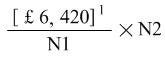 [ £ 6, 420]¹ × N2
N1